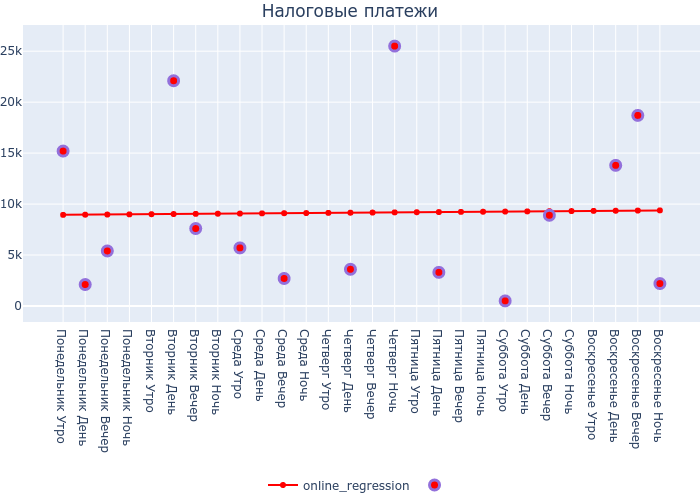 Налоговые платежи
25k
20k
15k
10k
5k
0
Понедельник Утро
Понедельник День
Понедельник Вечер
Понедельник Ночь
Вторник Утро
Вторник День
Вторник Вечер
Вторник Ночь
Среда Утро
Среда День
Среда Вечер
Среда Ночь
Четверг Утро
Четверг День
Четверг Вечер
Четверг Ночь
Пятница Утро
Пятница День
Пятница Вечер
Пятница Ночь
Суббота Утро
Суббота День
Суббота Вечер
Суббота Ночь
Воскресенье Утро
Воскресенье День
Воскресенье Вечер
Воскресенье Ночь
online_regression